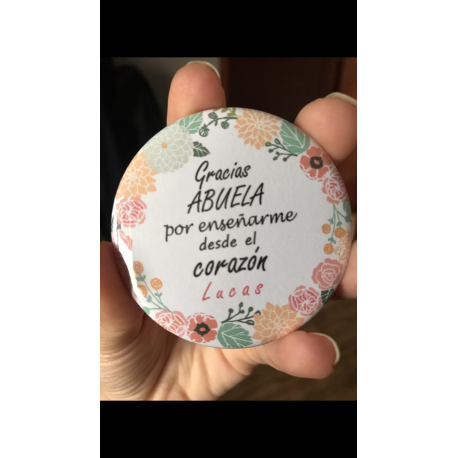 Gracias
ABUELA
por enseñarme
desde el
corazón
Lucas